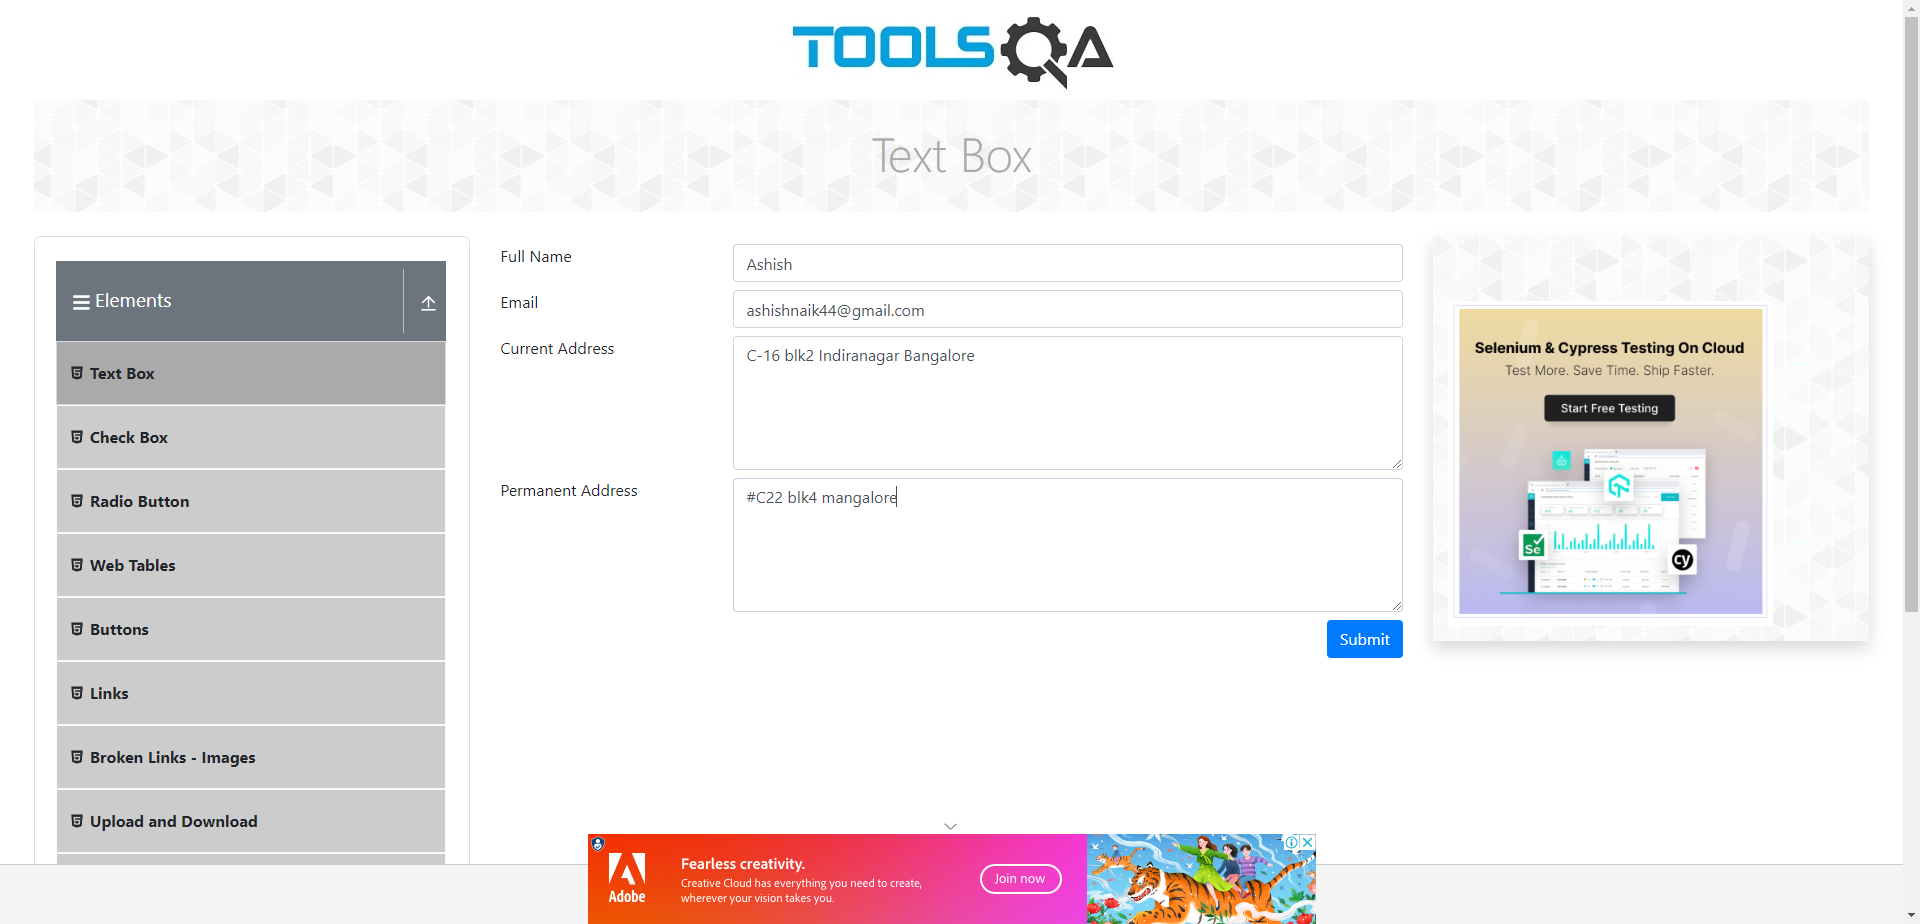 TOOLSQA
Text Box
Elements
Text Box
Check Box
Radio Button
Web Tables
Buttons
Links
Broken Links - Images
Upload and Download
Full Name
Ashish
Email
ashishnaik44@gmail.com
Current Address
C-16 blk2 Indiranagar Bangalore
Permanent Address
#C22 blk4 mangalore
Submit
Selenium & Cypress Testing On Cloud
Test More. Save Time. Ship Faster.
Start Free Testing
Se
cy
Adobe
Fearless creativity.
Creative Cloud has everything you need to create,
wherever your vision takes you.
Join now